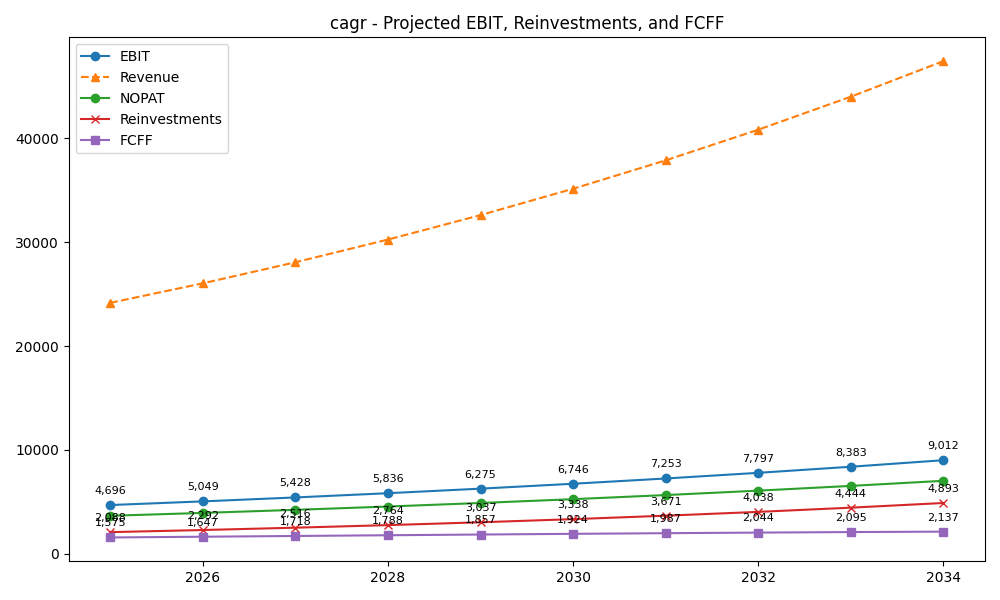 cagr - Projected EBIT, Reinvestments, and FCFF
EBIT
Revenue
NOPAT
Reinvestments
FCFF
40000
30000
20000
10000
0
4,696 5,049 5,428 5,836 6,275 6,746 7,253 7,797 8,383 9,012
2,088 2,292 2,516 2,764 3,037 3,338 3,671 4,038 4,444 4,893
1,575 1,647 1,718 1,788 1,857 1,924 1,987 2,044 2,095 2,137
2026 2028 2030 2032 2034